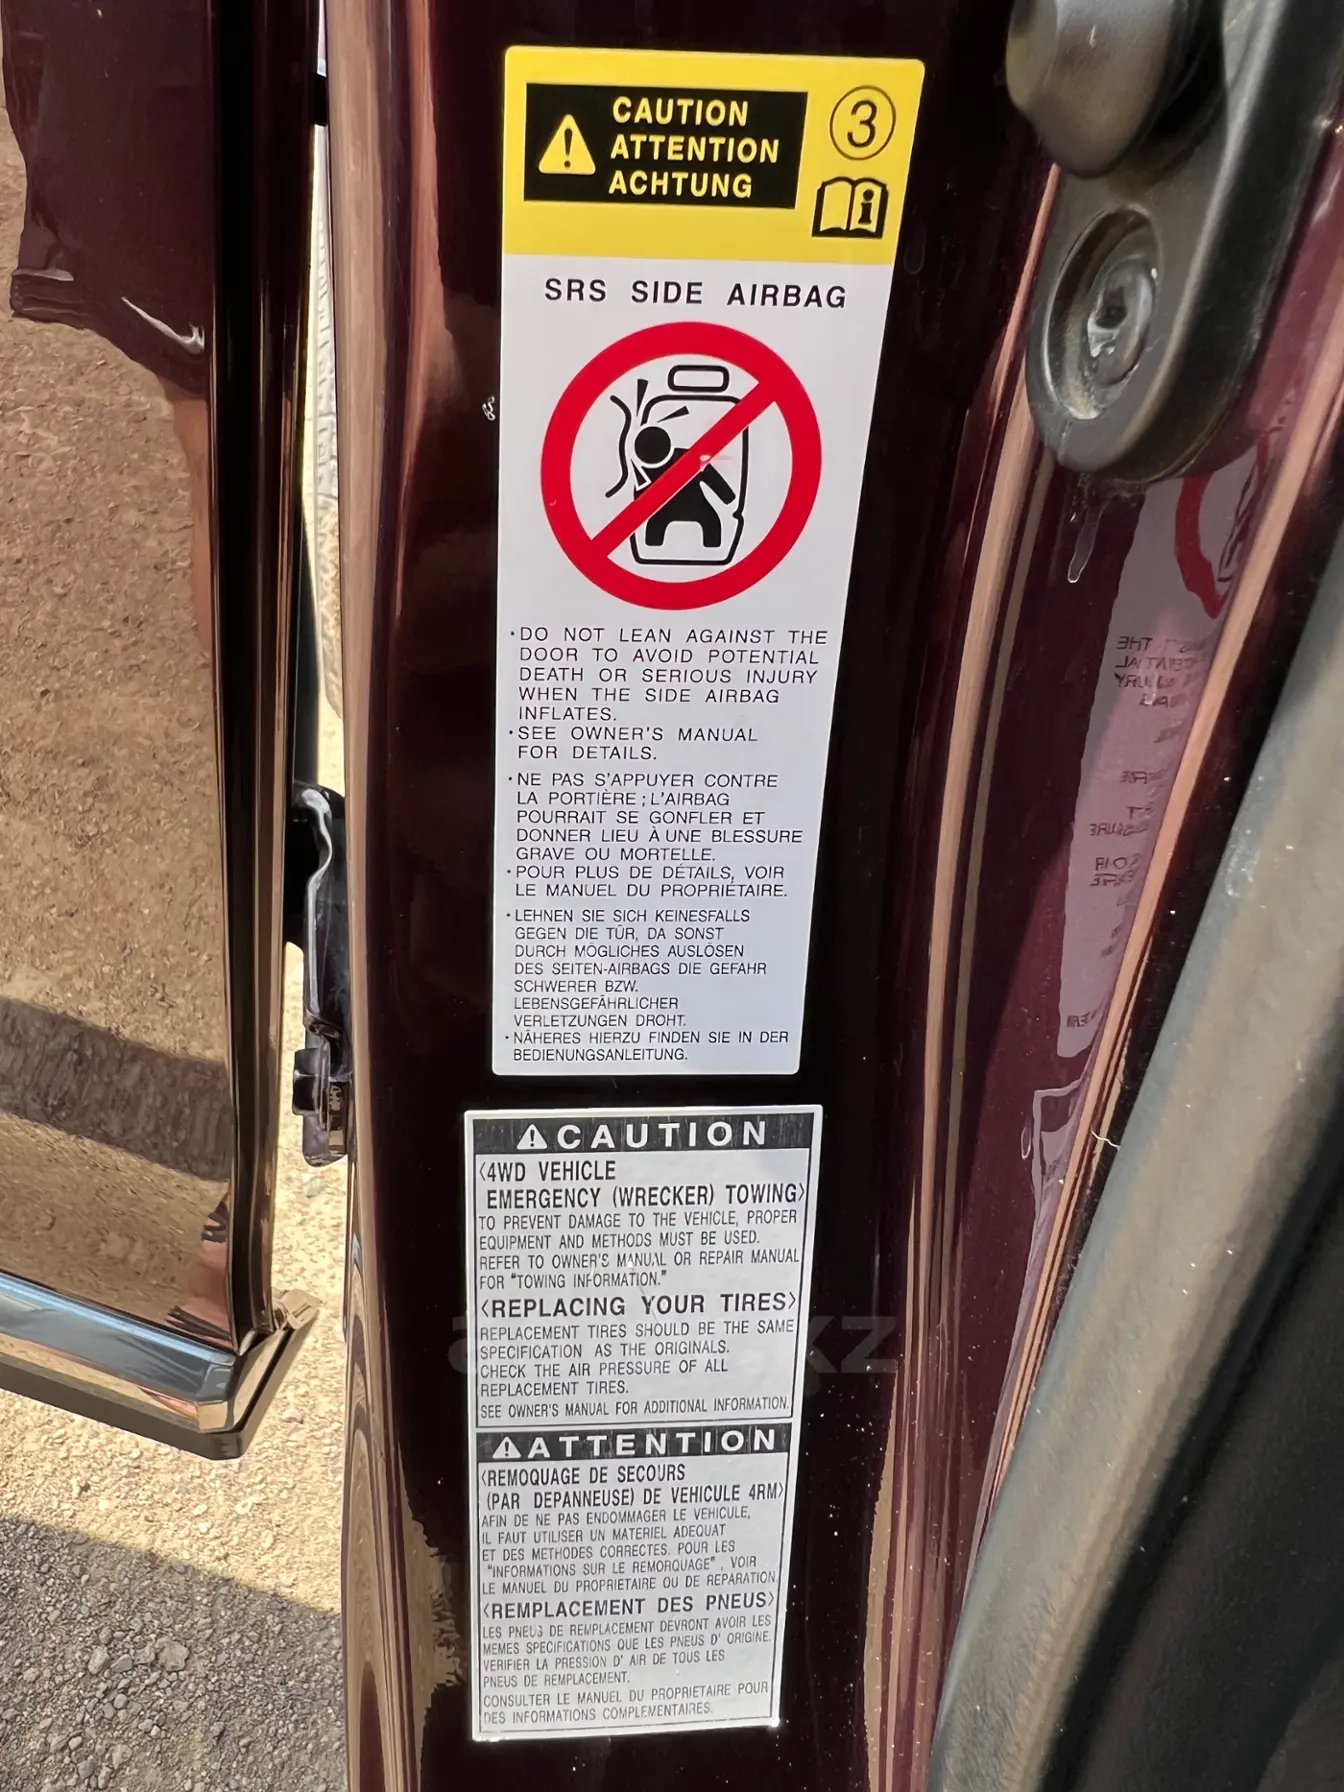 CAUTION
ATTENTION
ACHTUNG
3
SRS SIDE AIRBAG
·DO NOT LEAN AGAINST THE
DOOR TO AVOID POTENTIAL
DEATH OR SERIOUS INJURY
WHEN THE SIDE AIRBAG
INFLATES.
·SEE OWNER'S MANUAL
FOR DETAILS.
·NE PAS S'APPUYER CONTRE
LA PORTIÈRE ; L'AIRBAG
POURRAIT SE GONFLER ET
DONNER LIEU À UNE BLESSURE
GRAVE OU MORTELLE.
·POUR PLUS DE DÉTAILS, VOIR
LE MANUEL DU PROPRIÉTAIRE.
·LEHNEN SIE SICH KEINESFALLS
GEGEN DIE TÜR, DA SONST
DURCH MÖGLICHES AUSLÖSEN
DES SEITEN-AIRBAGS DIE GEFAHR
SCHWERER BZW.
LEBENSGEFÄHRLICHER
VERLETZUNGEN DROHT.
·NÄHERES HIERZU FINDEN SIE IN DER
BEDIENUNGSANLEITUNG.
CAUTION
<4WD VEHICLE
EMERGENCY (WRECKER) TOWING>
TO PREVENT DAMAGE TO THE VEHICLE, PROPER
EQUIPMENT AND METHODS MUST BE USED.
REFER TO OWNER'S MANUAL OR REPAIR MANUAL
FOR "TOWING INFORMATION."
<REPLACING YOUR TIRES>
REPLACEMENT TIRES SHOULD BE THE SAME
SPECIFICATION AS THE ORIGINALS.
CHECK THE AIR PRESSURE OF ALL
REPLACEMENT TIRES.
SEE OWNER'S MANUAL FOR ADDITIONAL INFORMATION.
ATTENTION
<REMOQUAGE DE SECOURS
(PAR DEPANNEUSE) DE VEHICULE 4RM>
AFIN DE NE PAS ENDOMMAGER LE VEHICULE,
IL FAUT UTILISER UN MATERIEL ADEQUAT
ET DES METHODES CORRECTES. POUR LES
"INFORMATIONS SUR LE REMORQUAGE", VOIR
LE MANUEL DU PROPRIETAIRE OU DE REPARATION.
<REMPLACEMENT DES PNEUS>
LES PNEUS DE REMPLACEMENT DEVRONT AVOIR LES
MEMES SPECIFICATIONS QUE LES PNEUS D' ORIGINE.
VERIFIER LA PRESSION D' AIR DE TOUS LES
PNEUS DE REMPLACEMENT.
CONSULTER LE MANUEL DU PROPRIETAIRE POUR
DES INFORMATIONS COMPLEMENTAIRES.